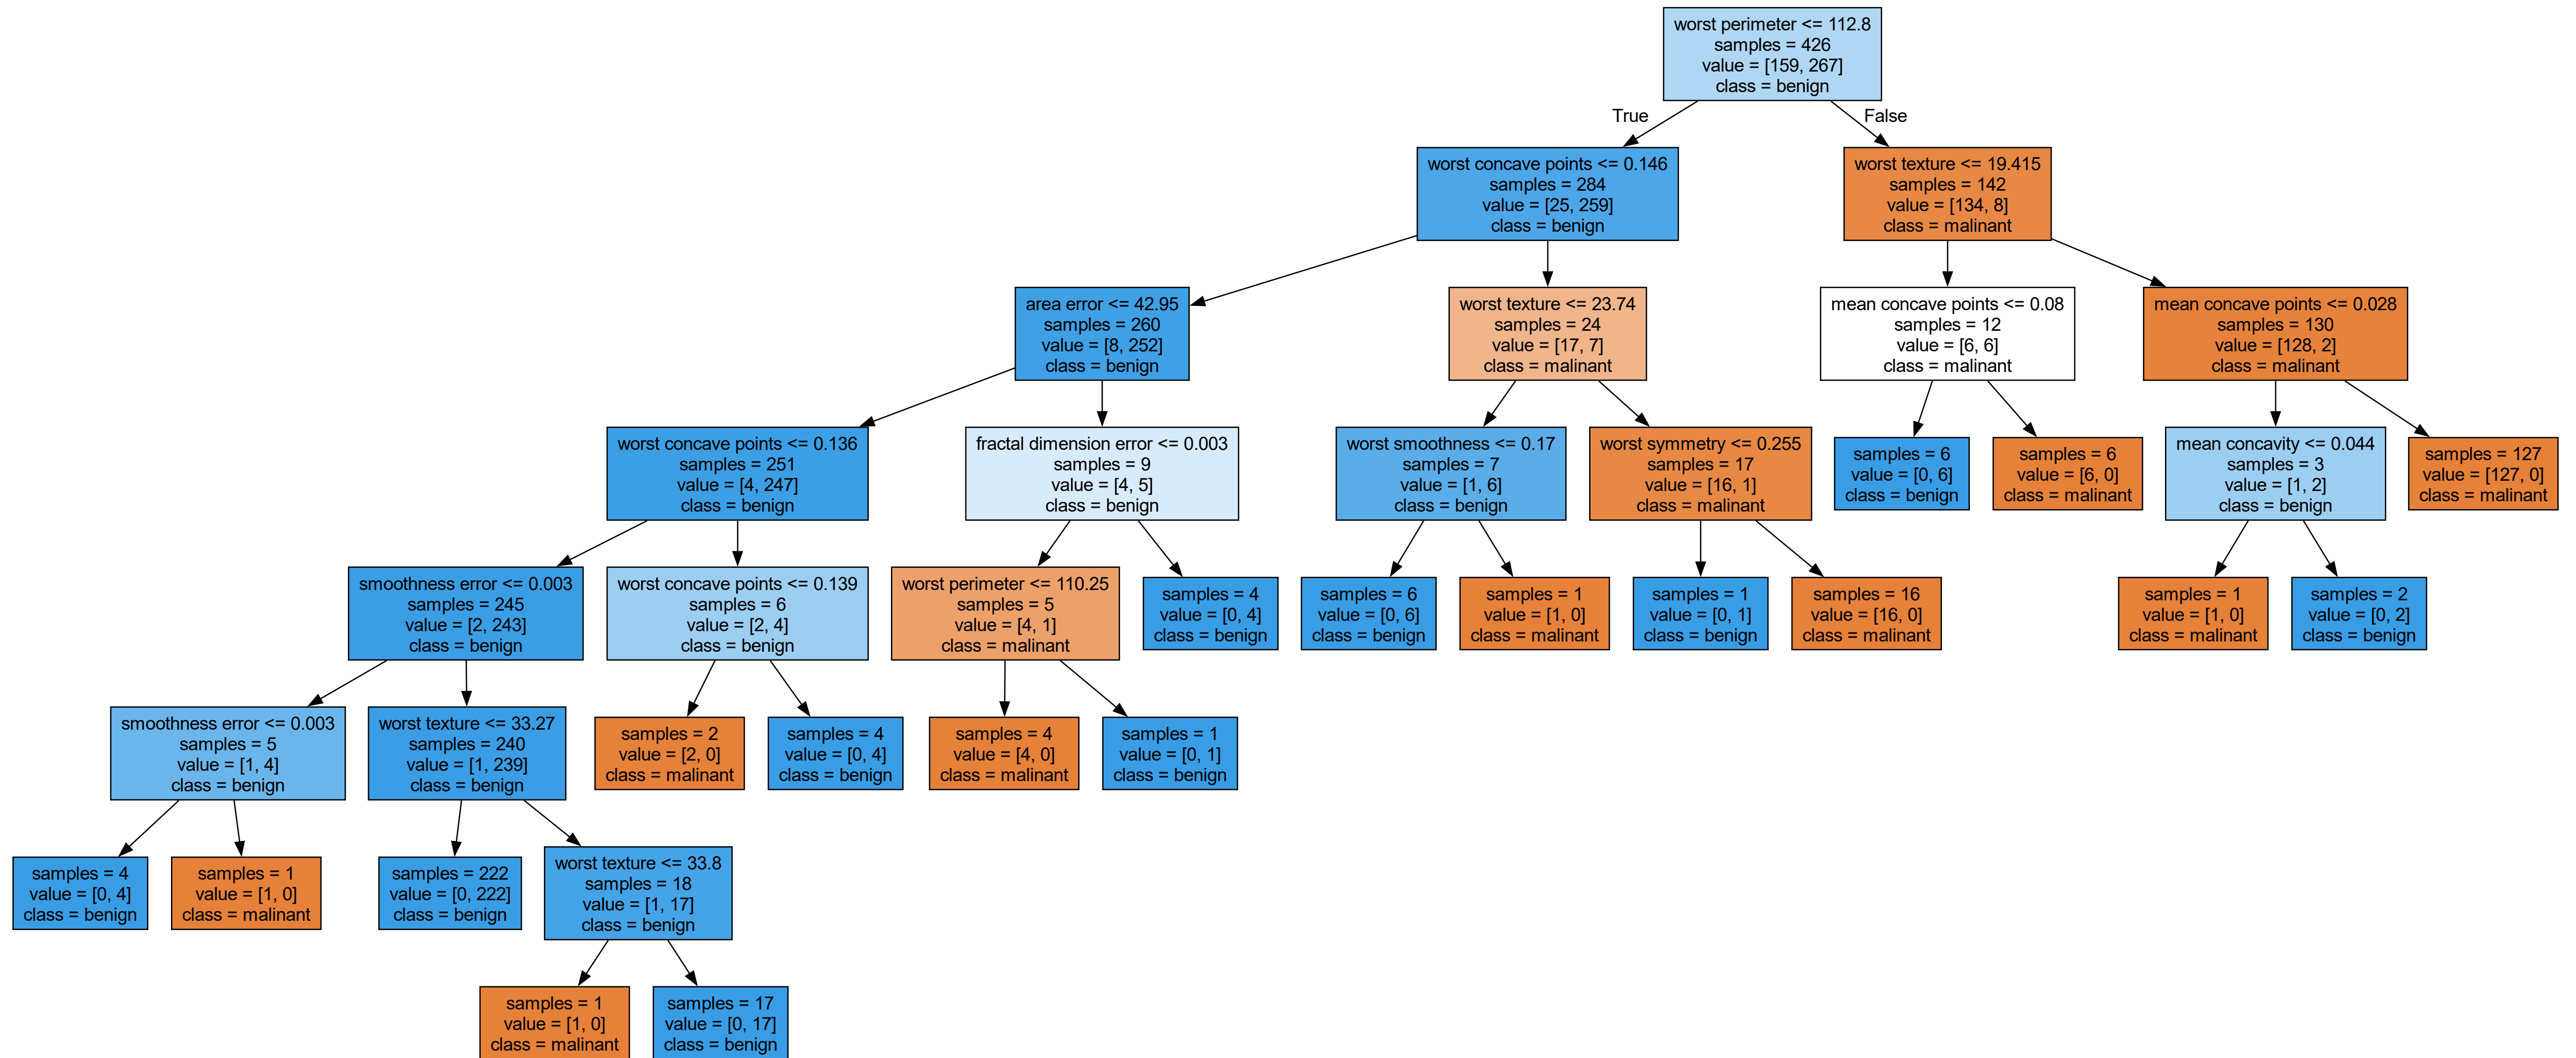 worst perimeter <= 112.8
samples = 426
value = [159, 267]
class = benign
True
False
worst concave points <= 0.146
samples = 284
value = [25, 259]
class = benign
worst texture <= 19.415
samples = 142
value = [134, 8]
class = malinant
area error <= 42.95
samples = 260
value = [8, 252]
class = benign
worst texture <= 23.74
samples = 24
value = [17, 7]
class = malinant
mean concave points <= 0.08
samples = 12
value = [6, 6]
class = malinant
mean concave points <= 0.028
samples = 130
value = [128, 2]
class = malinant
worst concave points <= 0.136
samples = 251
value = [4, 247]
class = benign
fractal dimension error <= 0.003
samples = 9
value = [4, 5]
class = benign
worst smoothness <= 0.17
samples = 7
value = [1, 6]
class = benign
worst symmetry <= 0.255
samples = 17
value = [16, 1]
class = malinant
samples = 6
value = [0, 6]
class = benign
samples = 6
value = [6, 0]
class = malinant
mean concavity <= 0.044
samples = 3
value = [1, 2]
class = benign
samples = 127
value = [127, 0]
class = malinant
smoothness error <= 0.003
samples = 245
value = [2, 243]
class = benign
worst concave points <= 0.139
samples = 6
value = [2, 4]
class = benign
worst perimeter <= 110.25
samples = 5
value = [4, 1]
class = malinant
samples = 4
value = [0, 4]
class = benign
samples = 6
value = [0, 6]
class = benign
samples = 1
value = [1, 0]
class = malinant
samples = 1
value = [0, 1]
class = benign
samples = 16
value = [16, 0]
class = malinant
samples = 1
value = [1, 0]
class = malinant
samples = 2
value = [0, 2]
class = benign
smoothness error <= 0.003
samples = 5
value = [1, 4]
class = benign
worst texture <= 33.27
samples = 240
value = [1, 239]
class = benign
samples = 2
value = [2, 0]
class = malinant
samples = 4
value = [0, 4]
class = benign
samples = 4
value = [4, 0]
class = malinant
samples = 1
value = [0, 1]
class = benign
samples = 4
value = [0, 4]
class = benign
samples = 1
value = [1, 0]
class = malinant
samples = 222
value = [0, 222]
class = benign
worst texture <= 33.8
samples = 18
value = [1, 17]
class = benign
samples = 1
value = [1, 0]
class = malinant
samples = 17
value = [0, 17]
class = benign